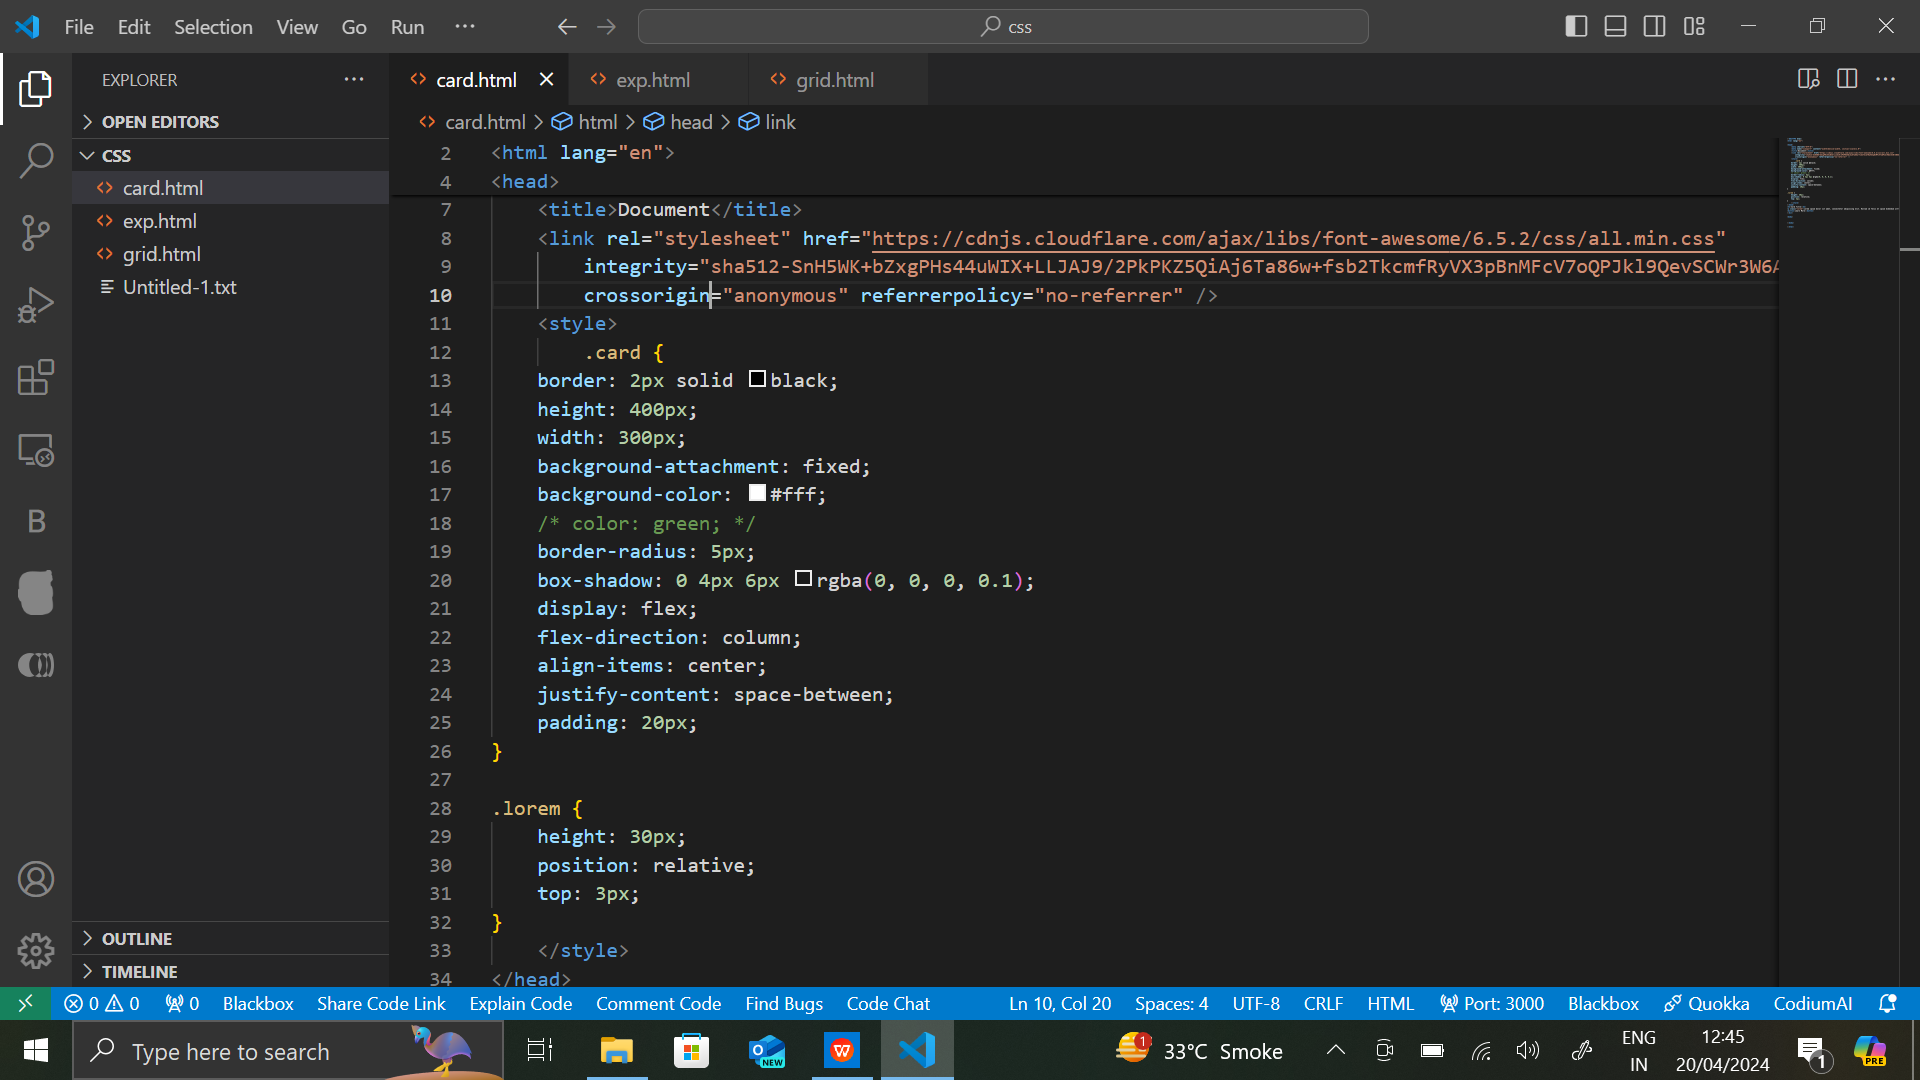 File Edit Selection View Go Run ··· css
EXPLORER ···
OPEN EDITORS
CSS
card.html
exp.html
grid.html
Untitled-1.txt
OUTLINE
TIMELINE
card.html exp.html grid.html
card.html > html > head > link
2 <html lang="en">
4 <head>
7 <title>Document</title>
8 <link rel="stylesheet" href="https://cdnjs.cloudflare.com/ajax/libs/font-awesome/6.5.2/css/all.min.css"
9 integrity="sha512-SnH5WK+bZxgPHs44uWIX+LLJAJ9/2PkPKZ5QiAj6Ta86w+fsb2TkcmfRyVX3pBnMFcV7oQPJkl9QevSCWr3W6A
10 crossorigin="anonymous" referrerpolicy="no-referrer" />
11 <style>
12 .card {
13 border: 2px solid black;
14 height: 400px;
15 width: 300px;
16 background-attachment: fixed;
17 background-color: #fff;
18 /* color: green; */
19 border-radius: 5px;
20 box-shadow: 0 4px 6px rgba(0, 0, 0, 0.1);
21 display: flex;
22 flex-direction: column;
23 align-items: center;
24 justify-content: space-between;
25 padding: 20px;
26 }
27
28 .lorem {
29 height: 30px;
30 position: relative;
31 top: 3px;
32 }
33 </style>
34 </head>
B
0 0 0 Blackbox Share Code Link Explain Code Comment Code Find Bugs Code Chat Ln 10, Col 20 Spaces: 4 UTF-8 CRLF HTML Port: 3000 Blackbox Quokka CodiumAI
Type here to search NEW W 1 33°C Smoke ENG 12:45 1 PRE
IN 20/04/2024